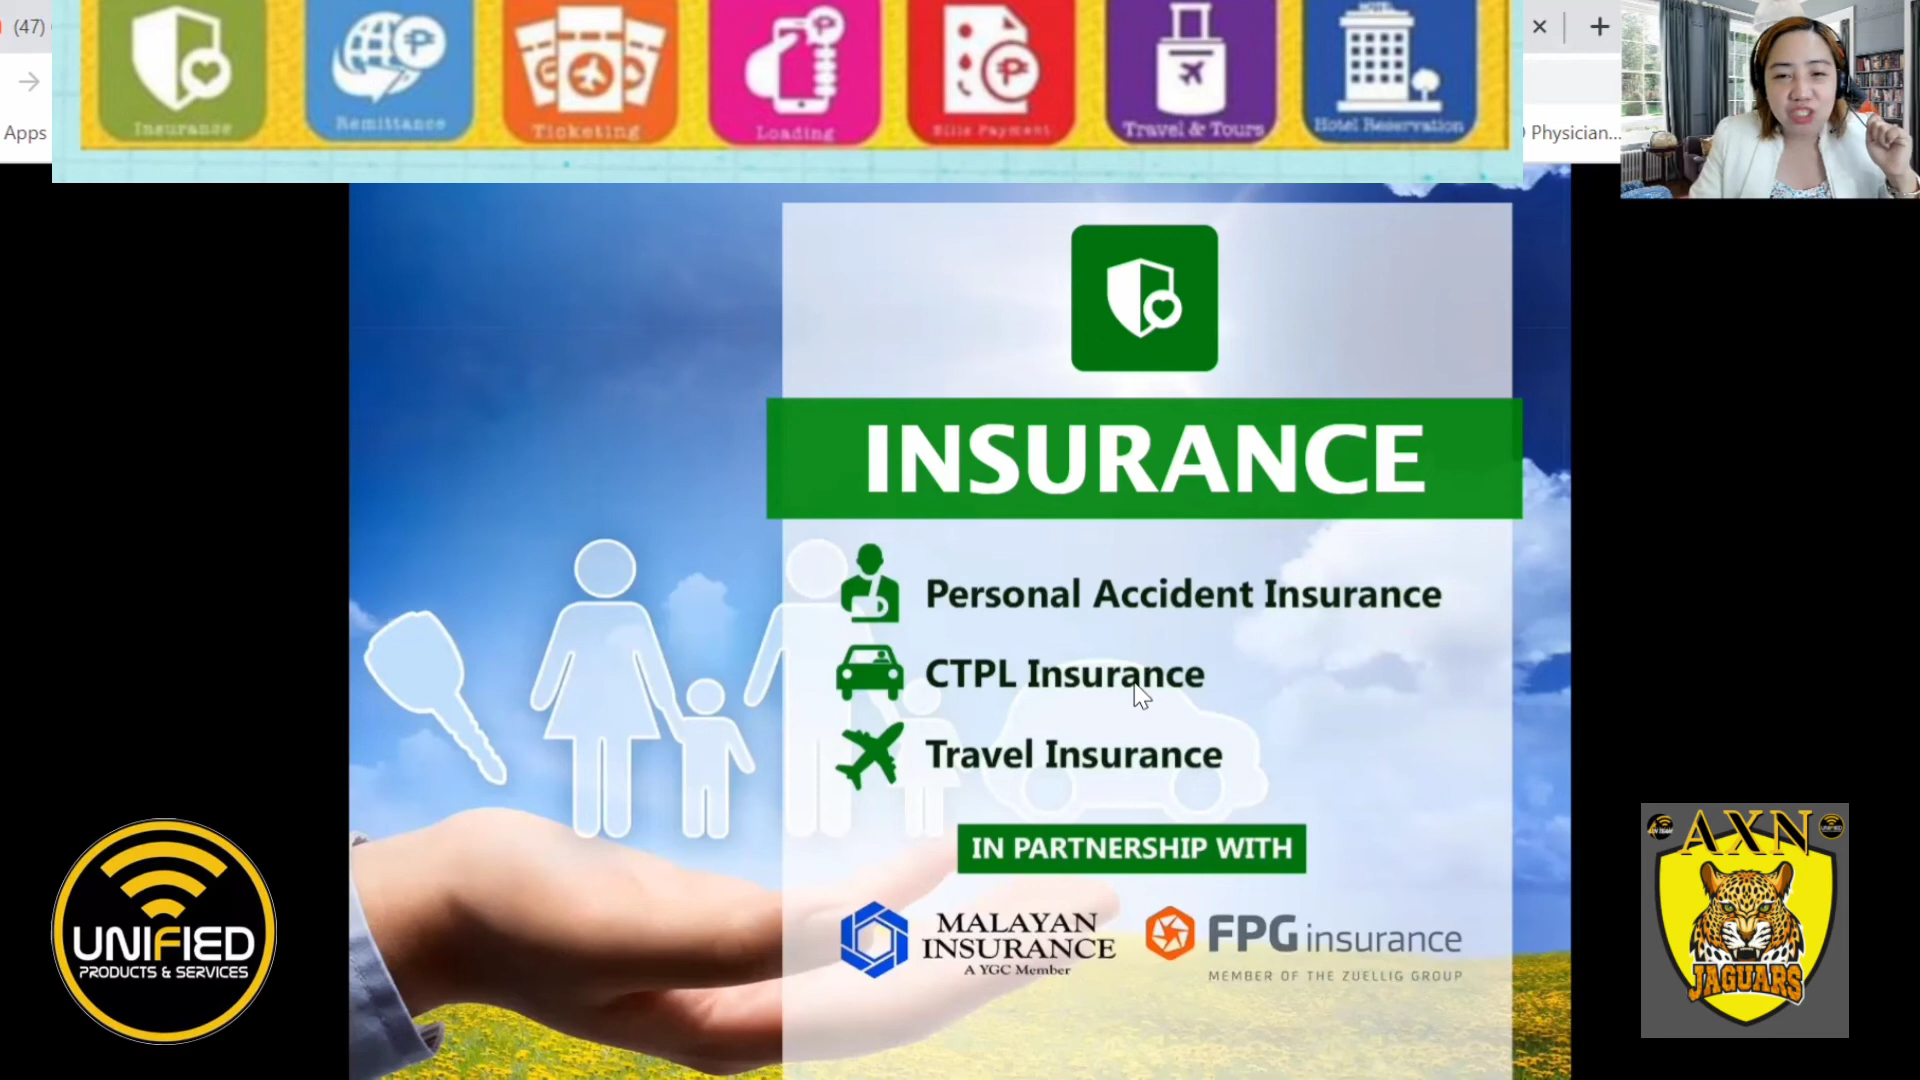 (47)
Apps
Insurance
Remittance
Ticketing
Loading
Bills Payment
Travel & Tours
Hotel Reservation
Physician...
INSURANCE
Personal Accident Insurance
CTPL Insurance
Travel Insurance
IN PARTNERSHIP WITH
MALAYAN
INSURANCE
A YGC Member
FPG insurance
MEMBER OF THE ZUELLIG GROUP
UNIFIED
PRODUCTS & SERVICES
AXN
JAGUARS